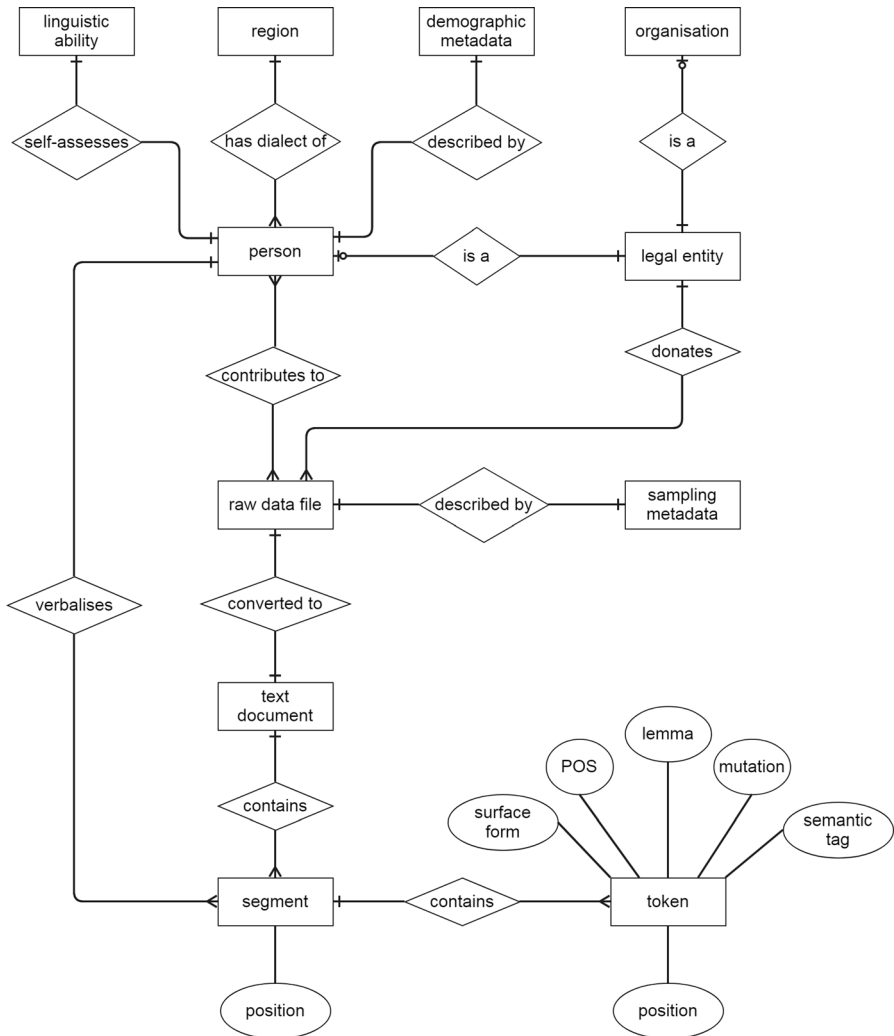 linguistic
ability
region
demographic
metadata
organisation
self-assesses
has dialect of
described by
is a
person
is a
legal entity
contributes to
donates
raw data file
described by
sampling
metadata
verbalises
converted to
text
document
lemma
POS
mutation
contains
surface
form
semantic
tag
segment
contains
token
position
position